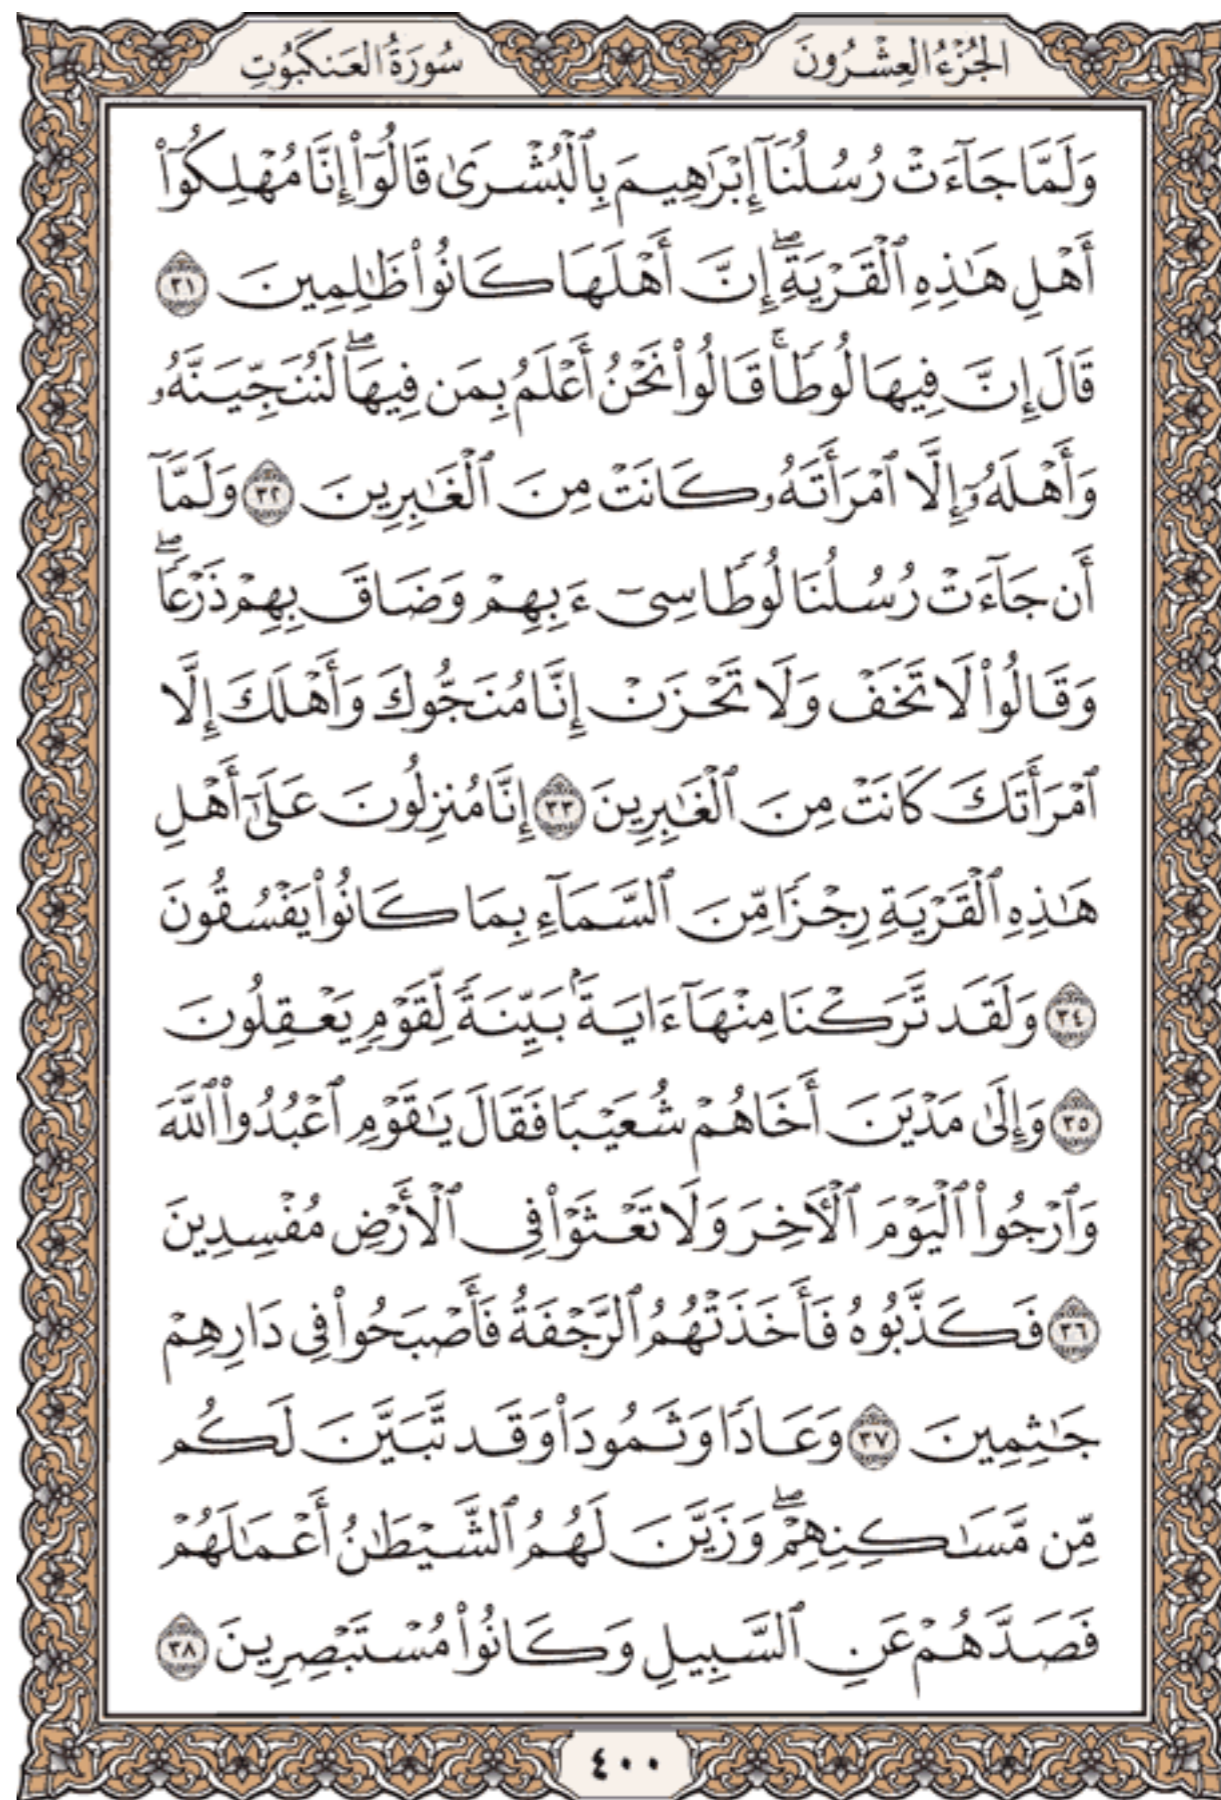 الجُزْءُ العِشْرُونَ
سُورَةُ العَنكَبُوتِ
وَلَمَّا جَآءَتْ رُسُلُنَآ إِبْرَٰهِيمَ بِٱلْبُشْرَىٰ قَالُوٓا۟ إِنَّا مُهْلِكُوٓا۟
أَهْلِ هَٰذِهِ ٱلْقَرْيَةِ ۖ إِنَّ أَهْلَهَا كَانُوا۟ ظَٰلِمِينَ ٣١
قَالَ إِنَّ فِيهَا لُوطًا ۚ قَالُوا۟ نَحْنُ أَعْلَمُ بِمَن فِيهَا ۖ لَنُنَجِّيَنَّهُۥ
وَأَهْلَهُۥٓ إِلَّا ٱمْرَأَتَهُۥ كَانَتْ مِنَ ٱلْغَٰبِرِينَ ٣٢ وَلَمَّآ
أَن جَآءَتْ رُسُلُنَا لُوطًا سِىٓءَ بِهِمْ وَضَاقَ بِهِمْ ذَرْعًا ۖ
وَقَالُوا۟ لَا تَخَفْ وَلَا تَحْزَنْ إِنَّا مُنَجُّوكَ وَأَهْلَكَ إِلَّا
ٱمْرَأَتَكَ كَانَتْ مِنَ ٱلْغَٰبِرِينَ ٣٣ إِنَّا مُنزِلُونَ عَلَىٰٓ أَهْلِ
هَٰذِهِ ٱلْقَرْيَةِ رِجْزًا مِّنَ ٱلسَّمَآءِ بِمَا كَانُوا۟ يَفْسُقُونَ
٣٤ وَلَقَد تَّرَكْنَا مِنْهَآ ءَايَةًۢ بَيِّنَةً لِّقَوْمٍ يَعْقِلُونَ
٣٥ وَإِلَىٰ مَدْيَنَ أَخَاهُمْ شُعَيْبًا فَقَالَ يَٰقَوْمِ ٱعْبُدُوا۟ ٱللَّهَ
وَٱرْجُوا۟ ٱلْيَوْمَ ٱلْءَاخِرَ وَلَا تَعْثَوْا۟ فِى ٱلْأَرْضِ مُفْسِدِينَ
٣٦ فَكَذَّبُوهُ فَأَخَذَتْهُمُ ٱلرَّجْفَةُ فَأَصْبَحُوا۟ فِى دَارِهِمْ
جَٰثِمِينَ ٣٧ وَعَادًا وَثَمُودَا۟ وَقَد تَّبَيَّنَ لَكُم
مِّن مَّسَٰكِنِهِمْ ۖ وَزَيَّنَ لَهُمُ ٱلشَّيْطَٰنُ أَعْمَٰلَهُمْ
فَصَدَّهُمْ عَنِ ٱلسَّبِيلِ وَكَانُوا۟ مُسْتَبْصِرِينَ ٣٨
٤٠٠